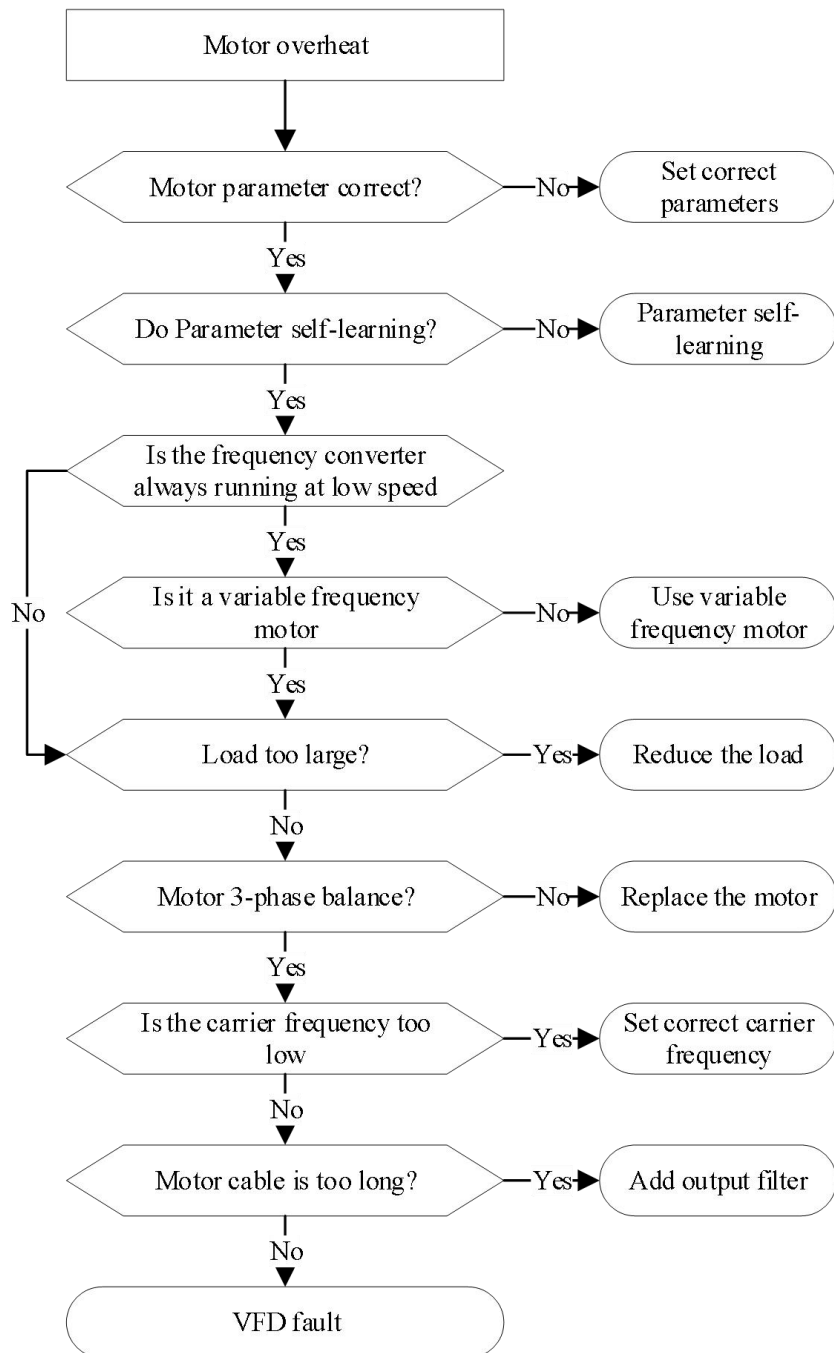 Motor overheat
Motor parameter correct?
No
Set correct
parameters
Yes
Do Parameter self-learning?
No
Parameter self-
learning
Yes
Is the frequency converter
always running at low speed
Yes
No
Is it a variable frequency
motor
No
Use variable
frequency motor
Yes
Load too large?
Yes
Reduce the load
No
Motor 3-phase balance?
No
Replace the motor
Yes
Is the carrier frequency too
low
Yes
Set correct carrier
frequency
No
Motor cable is too long?
Yes
Add output filter
No
VFD fault